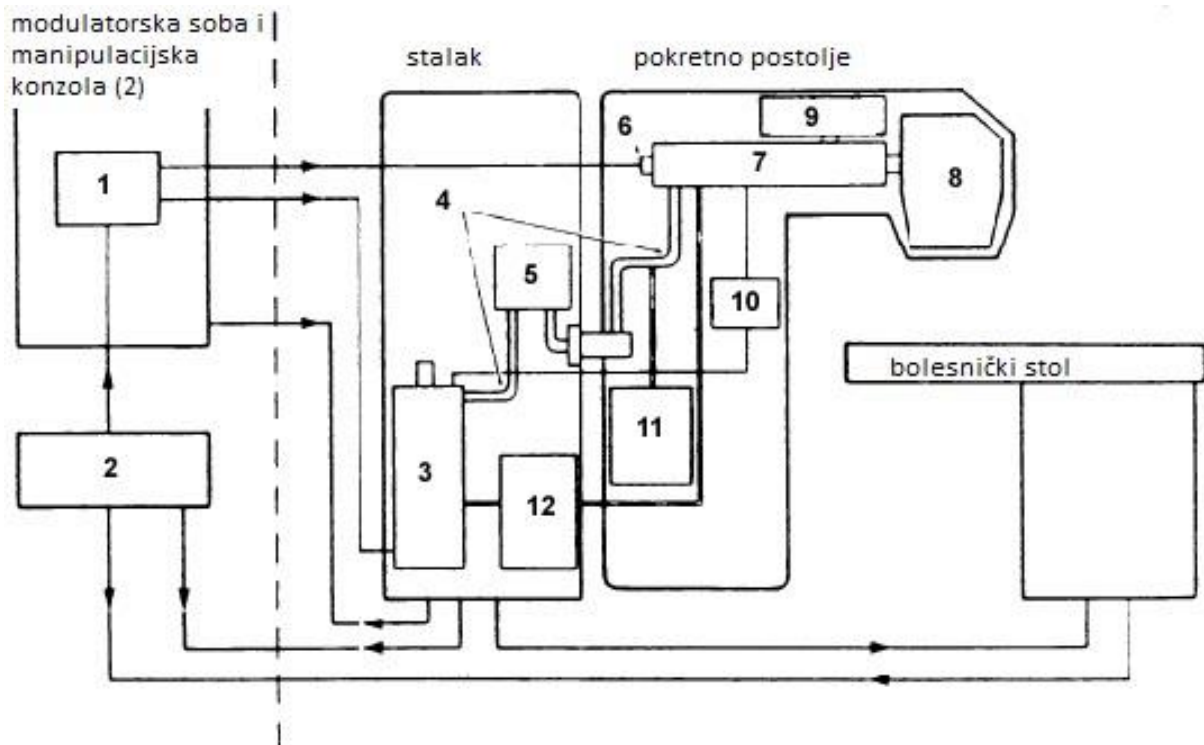 modulatorska soba i
manipulacijska
konzola (2)
stalak
pokretno postolje
9
6
7
1
8
4
5
10
bolesnički stol
11
2
3
12